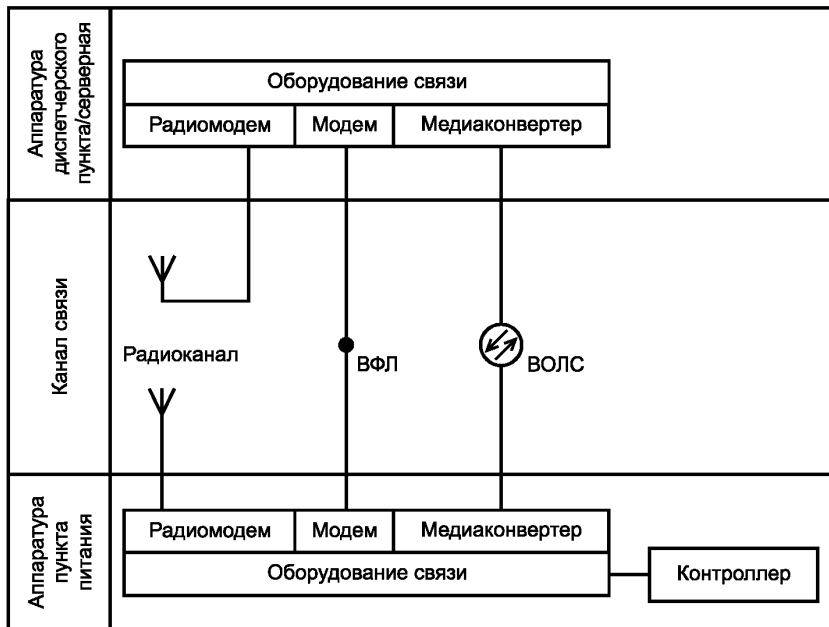 Аппаратура
диспетчерского
пункта/серверная
Оборудование связи
Радиомодем
Модем
Медиаконвертер
Канал связи
Радиоканал
ВФЛ
ВОЛС
Аппаратура
пункта
питания
Радиомодем
Модем
Медиаконвертер
Оборудование связи
Контроллер